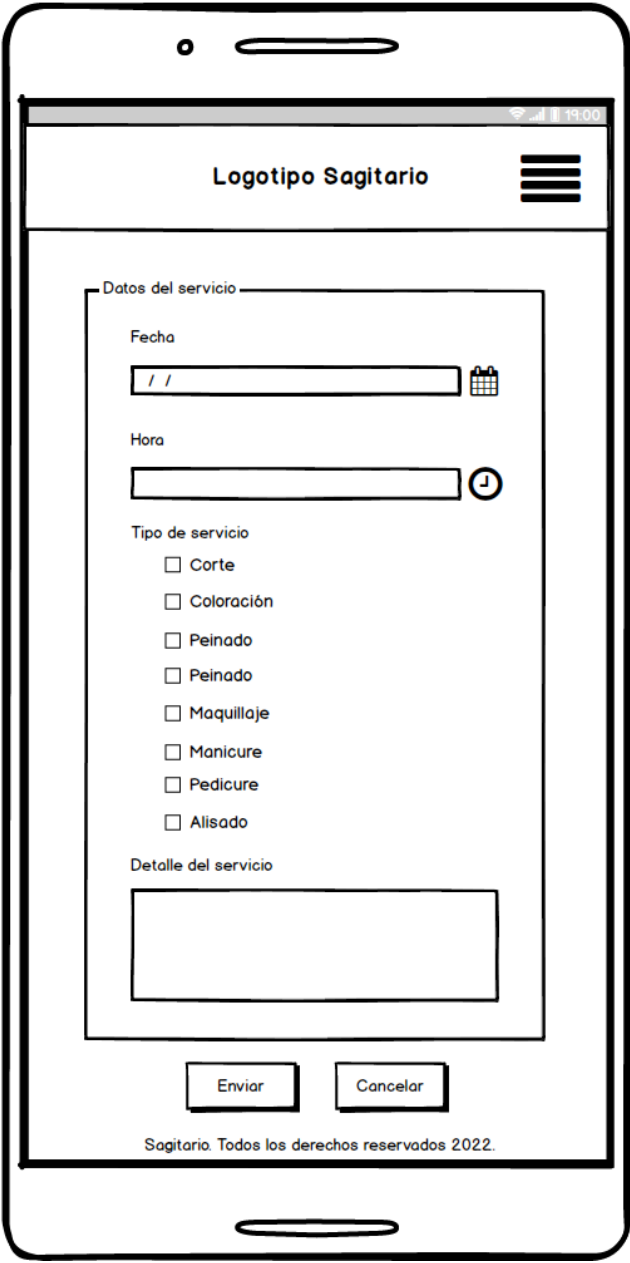 19:00
Logotipo Sagitario
Datos del servicio
Fecha
/ /
Hora
Tipo de servicio
Corte
Coloración
Peinado
Peinado
Maquillaje
Manicure
Pedicure
Alisado
Detalle del servicio
Enviar Cancelar
Sagitario. Todos los derechos reservados 2022.